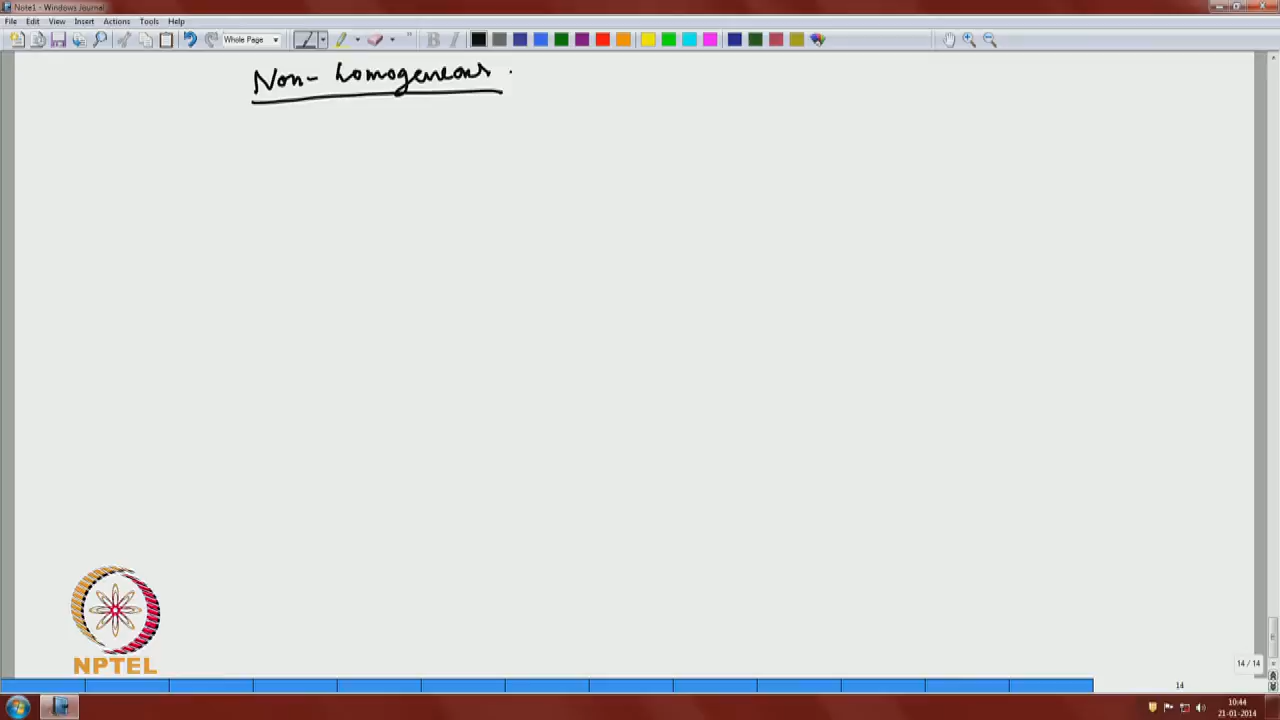 Note1 - Windows Journal
File Edit View Insert Actions Tools Help
Whole Page B I
Non- homogeneous .
NPTEL
14 / 14
14
10:44
21-01-2014